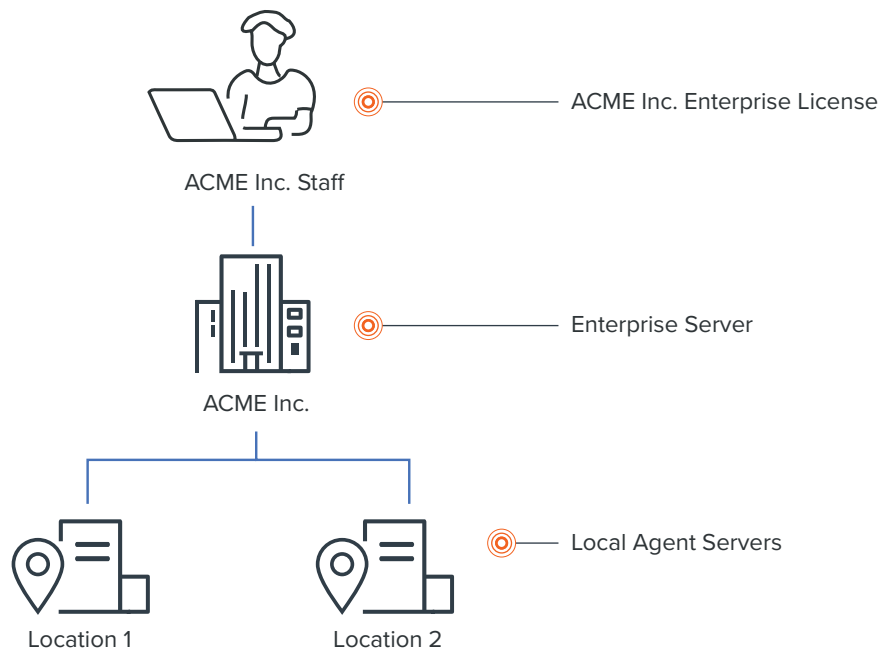 ACME Inc. Enterprise License
ACME Inc. Staff
Enterprise Server
ACME Inc.
Local Agent Servers
Location 1
Location 2